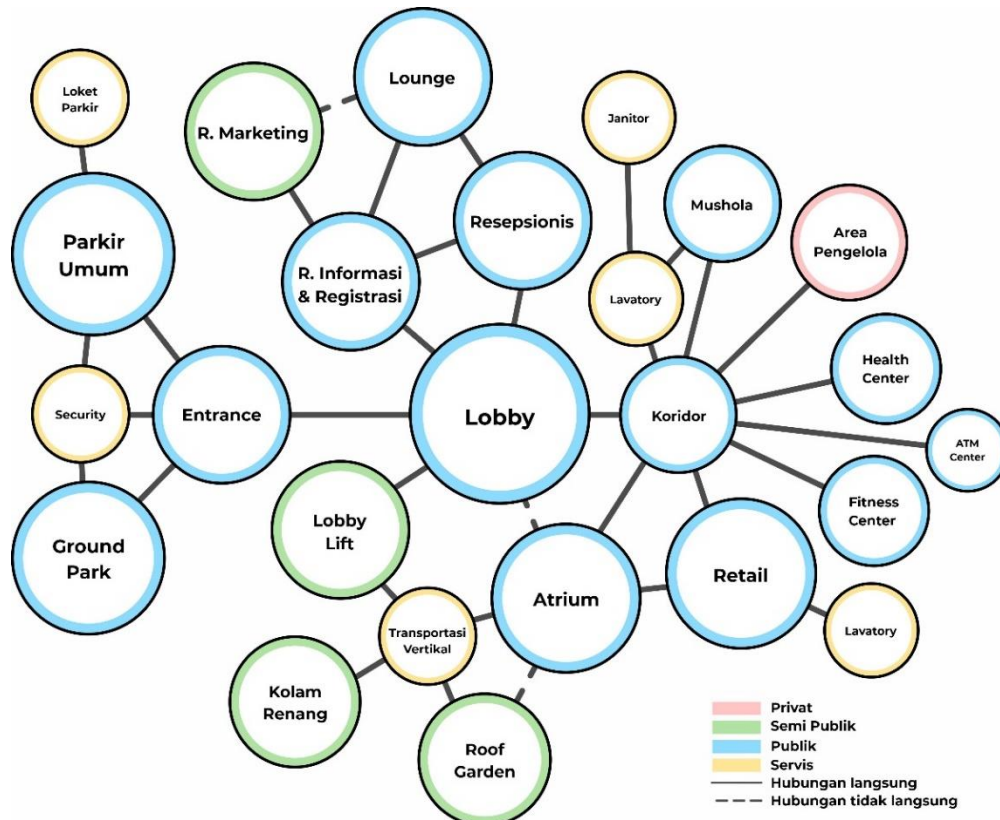 Loket
Parkir
Parkir
Umum
Security
Ground
Park
Entrance
R. Marketing
Lounge
R. Informasi
& Registrasi
Resepsionis
Lobby
Lobby
Lift
Transportasi
Vertikal
Kolam
Renang
Roof
Garden
Atrium
Janitor
Lavatory
Mushola
Koridor
Area
Pengelola
Health
Center
ATM
Center
Fitness
Center
Retail
Lavatory
Privat
Semi Publik
Publik
Servis
Hubungan langsung
Hubungan tidak langsung